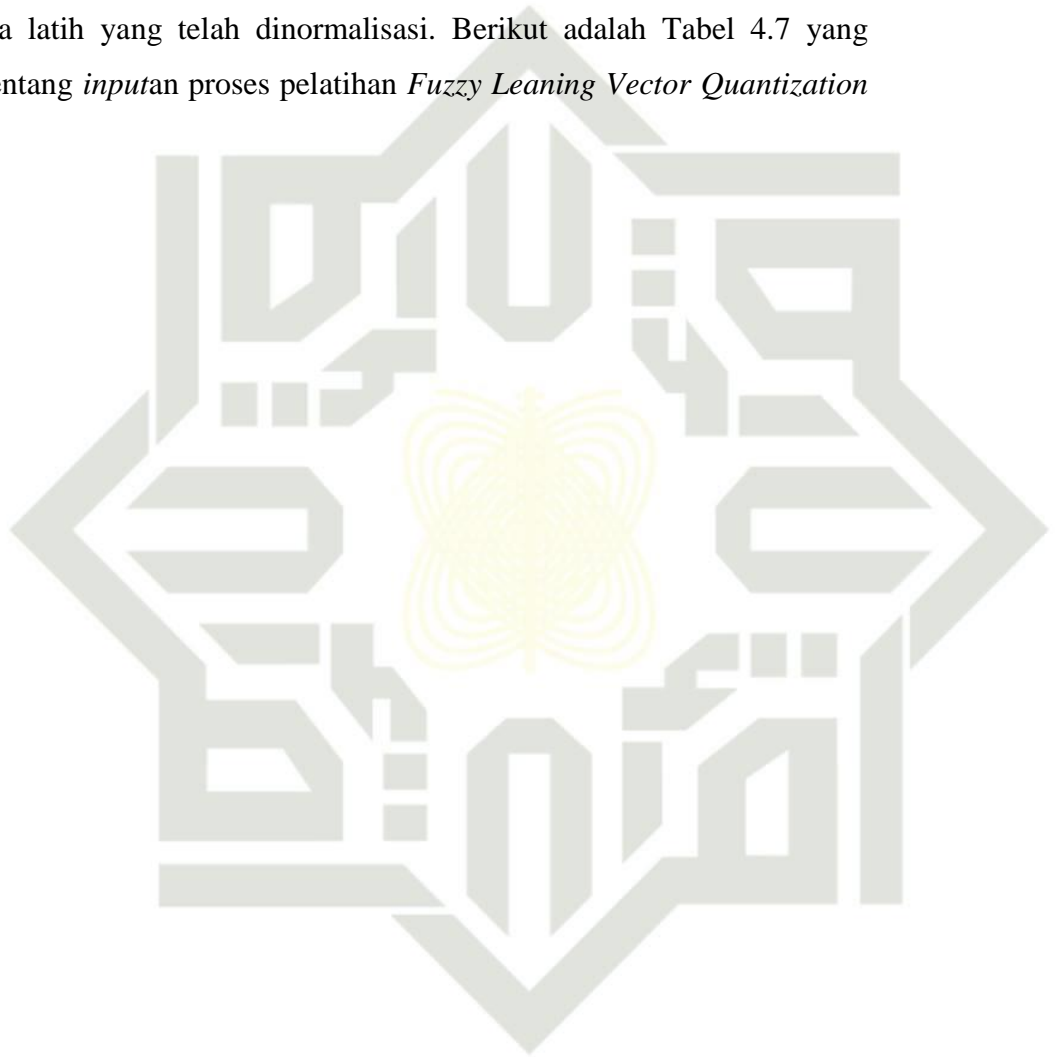 a latih yang telah dinormalisasi. Berikut adalah Tabel 4.7 yang
entang inputan proses pelatihan Fuzzy Leaning Vector Quantization